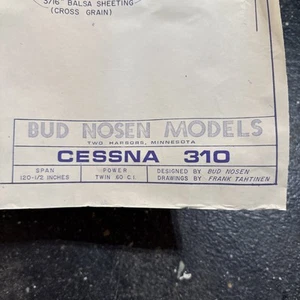 3/16" BALSA SHEETING
(CROSS GRAIN)
BUD NOSEN MODELS
TWO HARBORS, MINNESOTA
CESSNA 310
SPAN
120-1/2 INCHES
POWER
TWIN 60 C.I.
DESIGNED BY BUD NOSEN
DRAWINGS BY FRANK TAHTINEN